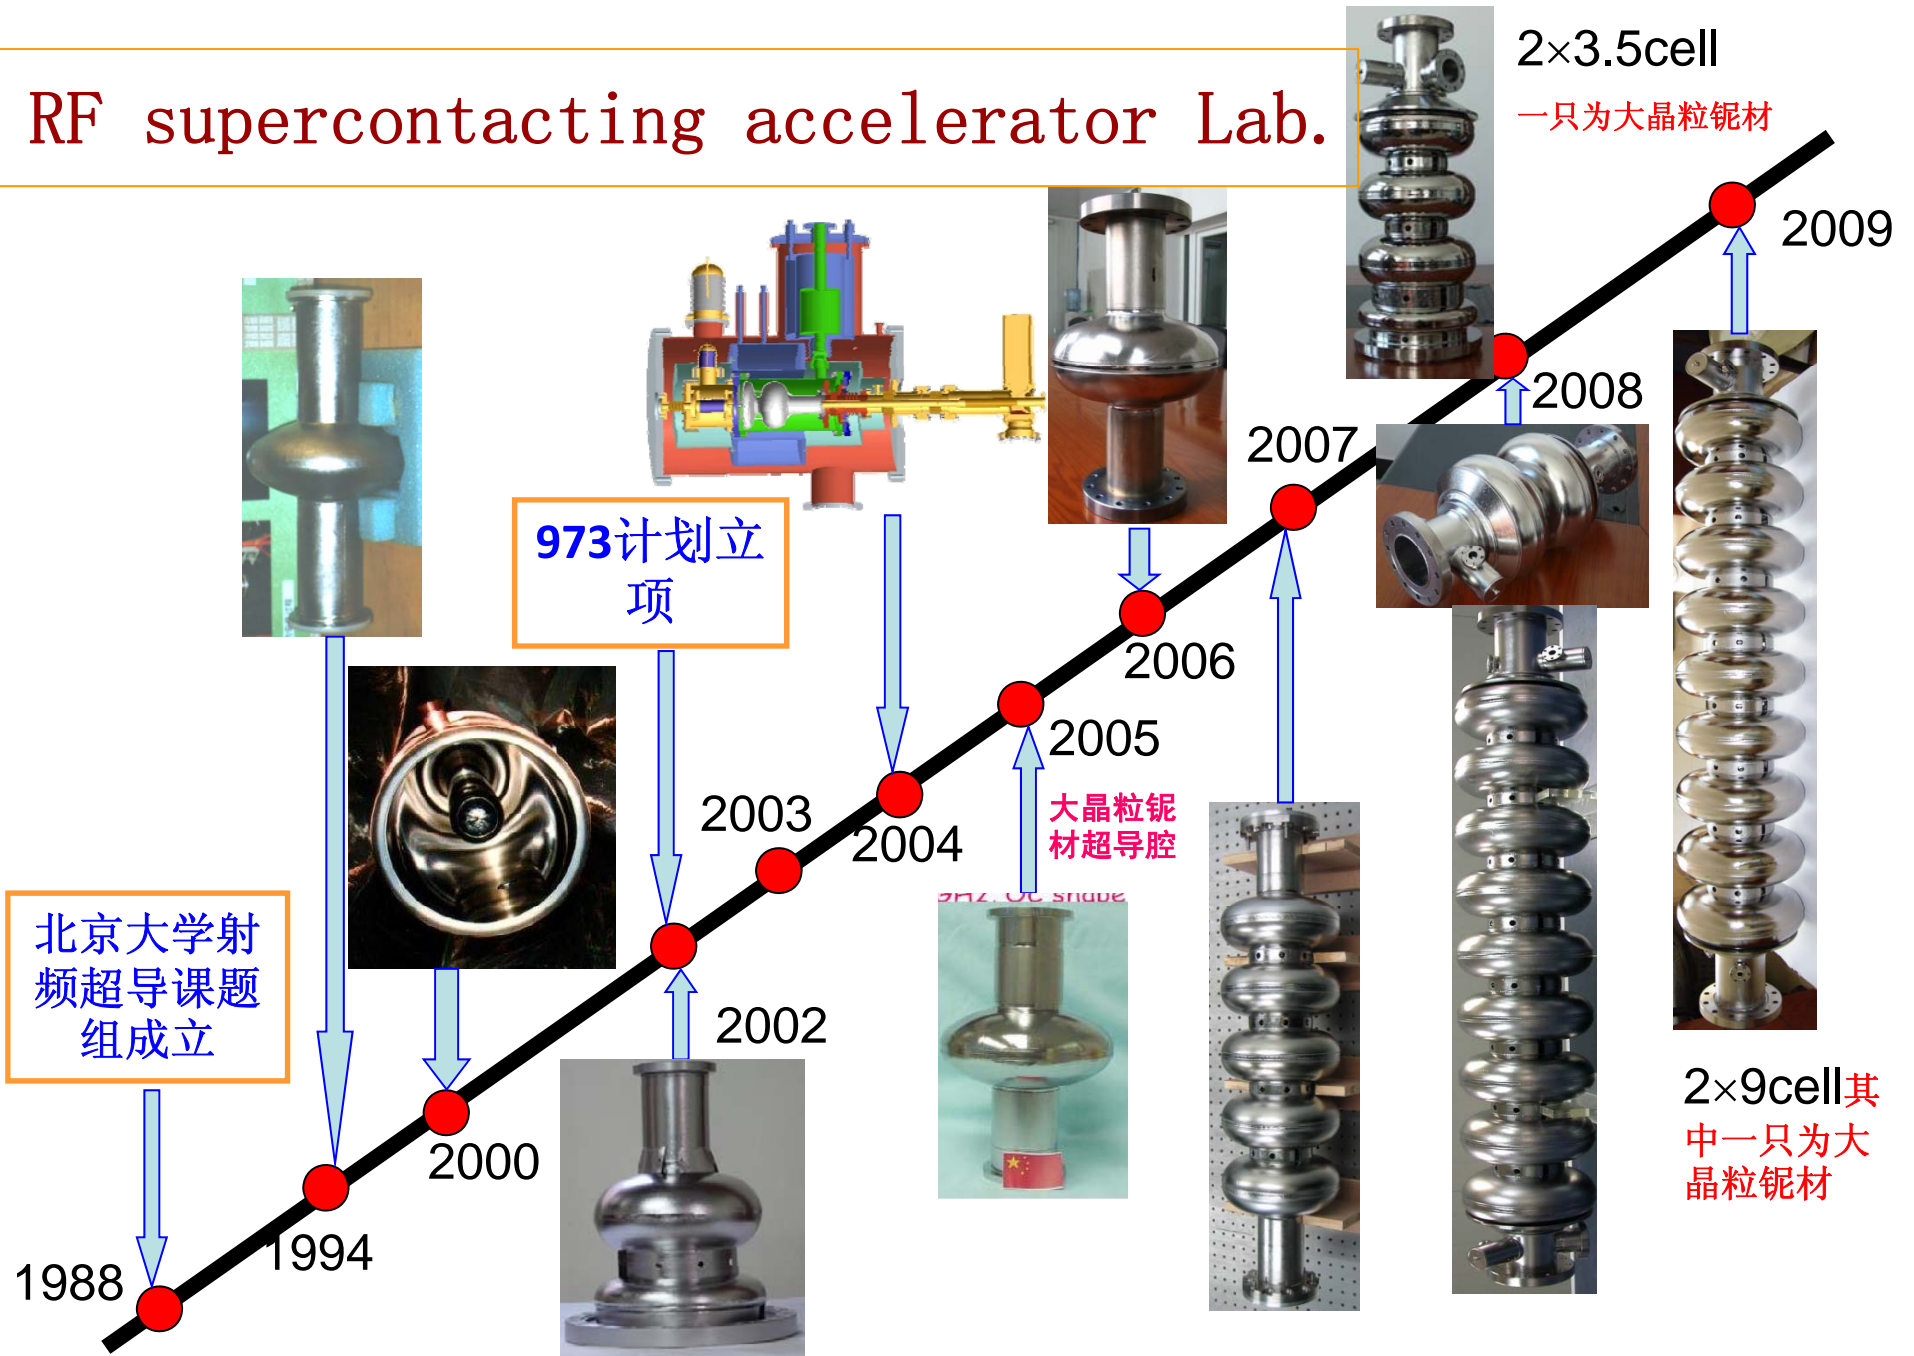 RF supercontacting accelerator Lab.
2×3.5cell
一只为大晶粒铌材
2009
2008
2007
973计划立
项
2006
2005
大晶粒铌
材超导腔
2003
2004
北京大学射
频超导课题
组成立
2002
2×9cell其
中一只为大
晶粒铌材
2000
1994
1988